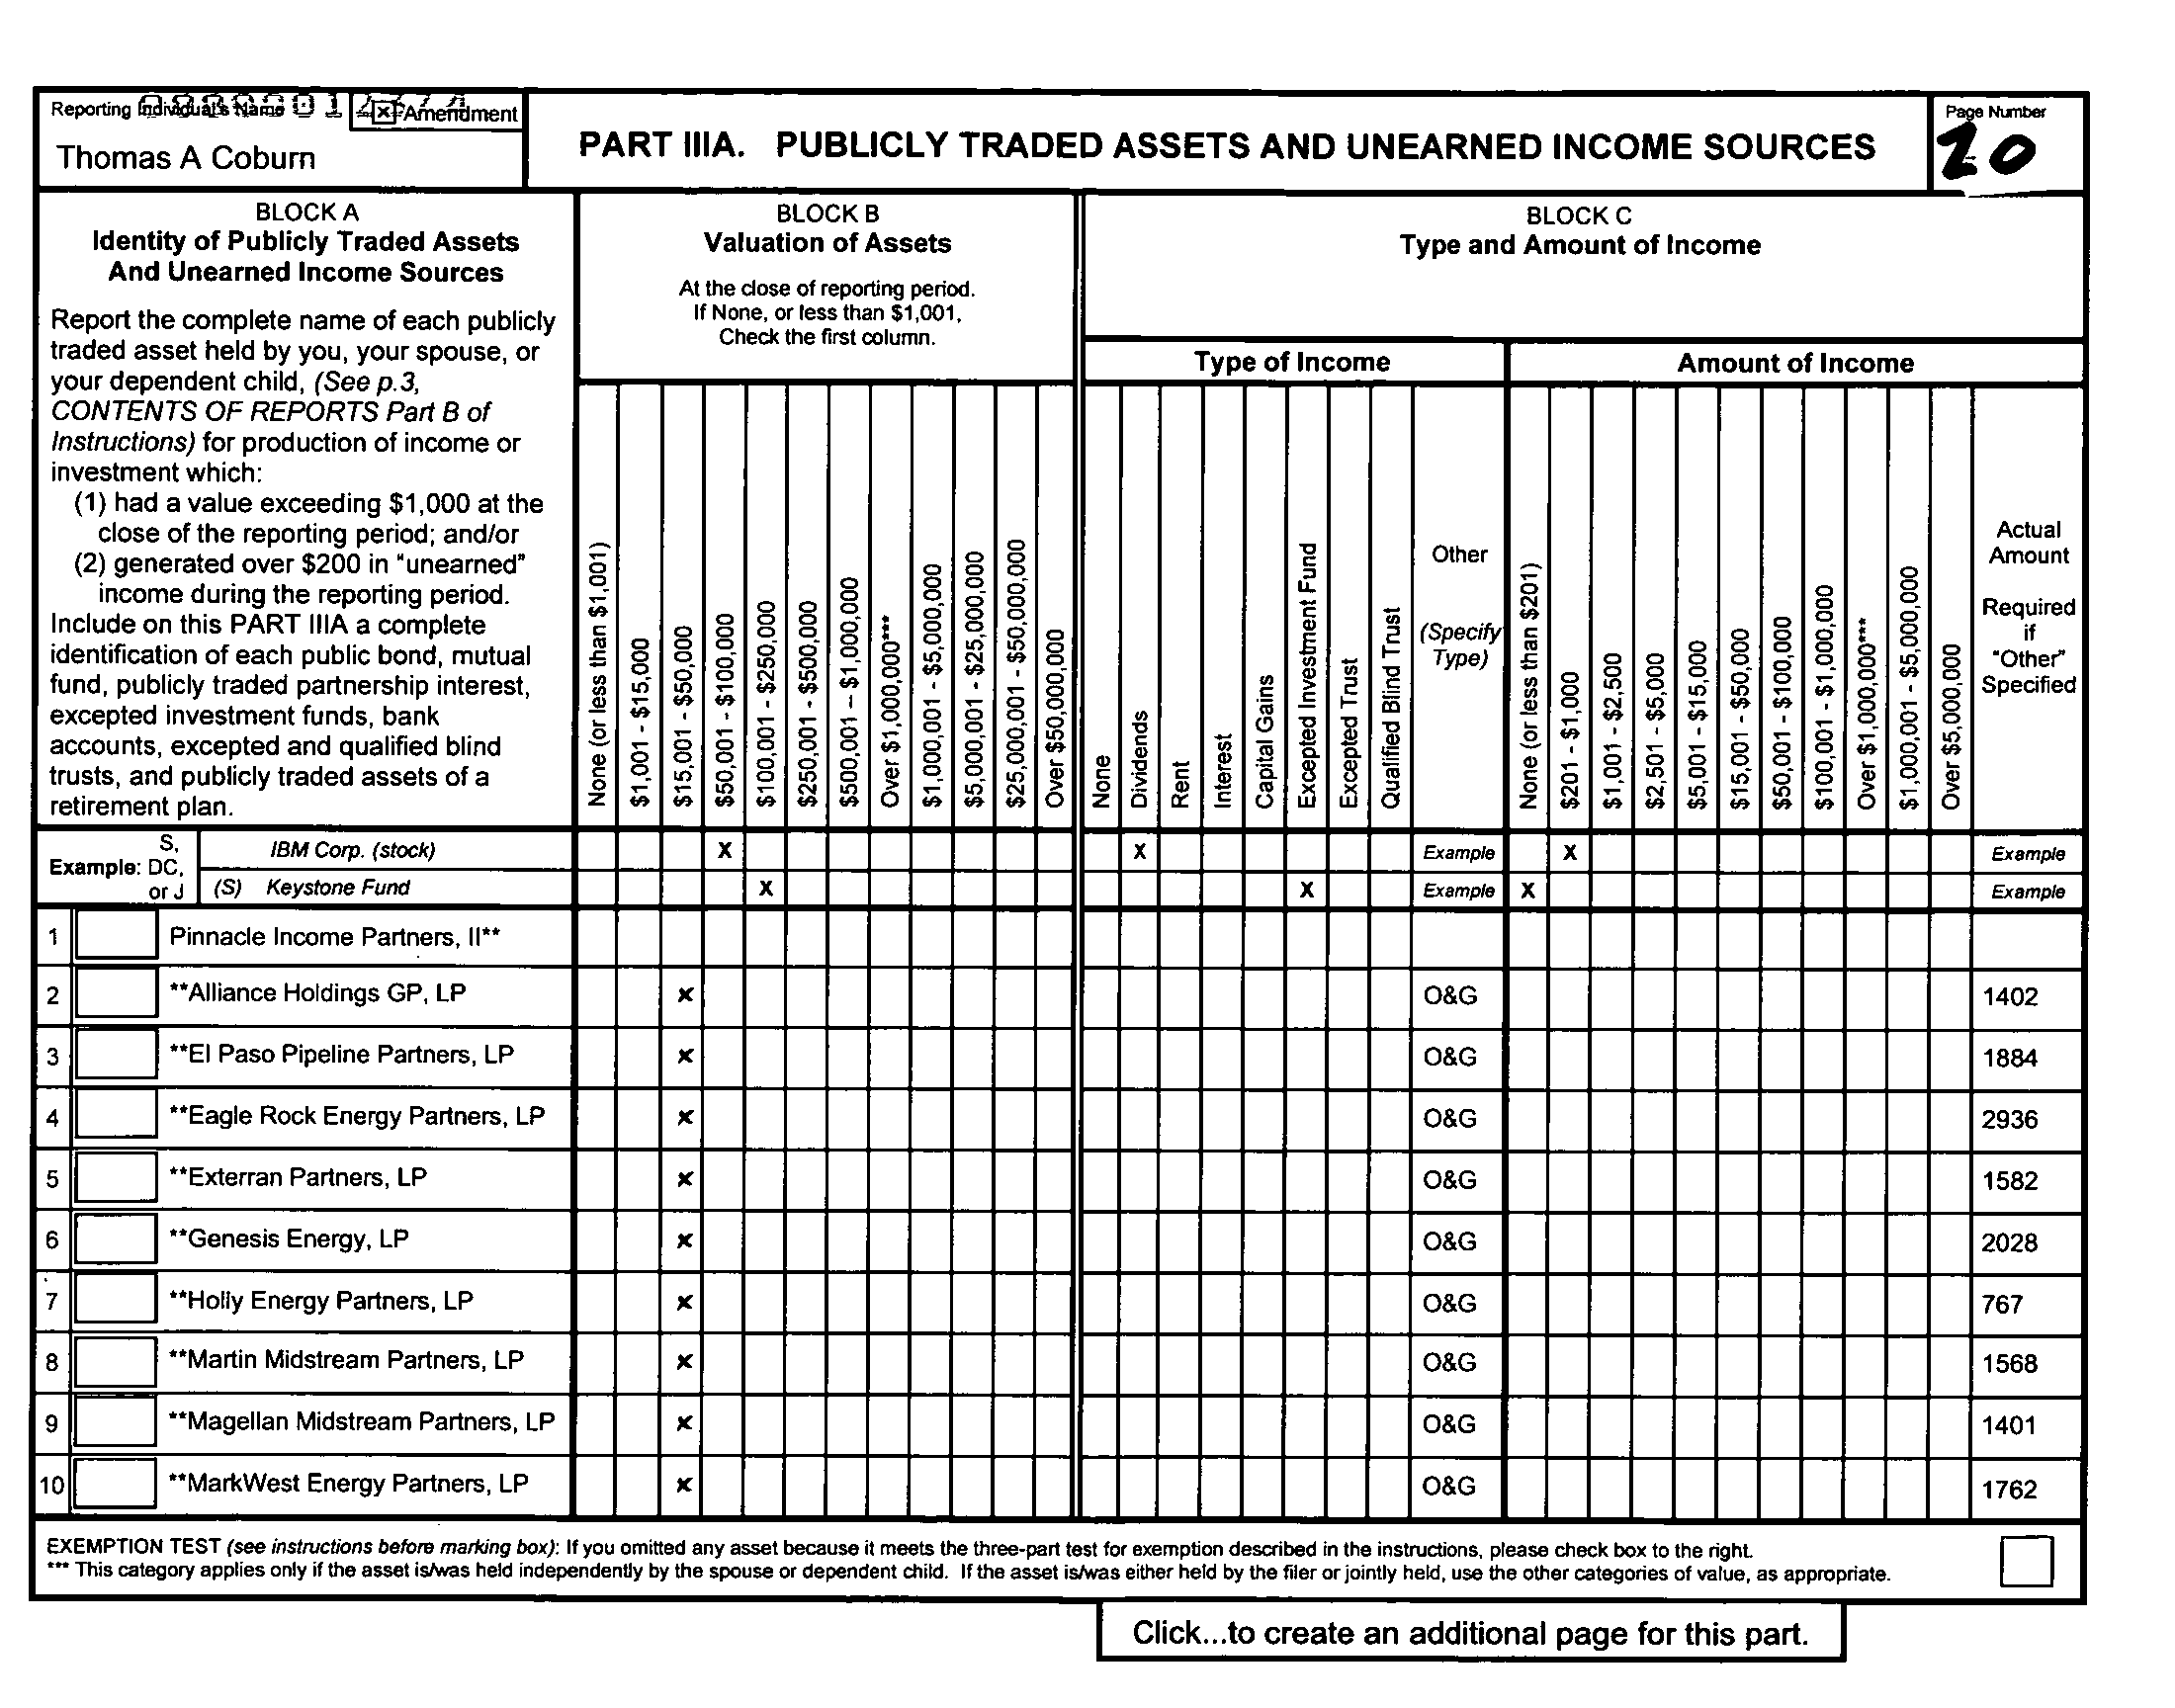 Reporting Individual's Name
Amendment
Thomas A Coburn
PART IIIA. PUBLICLY TRADED ASSETS AND UNEARNED INCOME SOURCES
Page Number
20
BLOCK A
Identity of Publicly Traded Assets
And Unearned Income Sources
Report the complete name of each publicly
traded asset held by you, your spouse, or
your dependent child, (See p.3,
CONTENTS OF REPORTS Part B of
Instructions) for production of income or
investment which:
(1) had a value exceeding $1,000 at the
close of the reporting period; and/or
(2) generated over $200 in "unearned"
income during the reporting period.
Include on this PART IIIA a complete
identification of each public bond, mutual
fund, publicly traded partnership interest,
excepted investment funds, bank
accounts, excepted and qualified blind
trusts, and publicly traded assets of a
retirement plan.
BLOCK B
Valuation of Assets
At the close of reporting period.
If None, or less than $1,001,
Check the first column.
None (or less than $1,001)
$1,001 - $15,000
$15,001 - $50,000
$50,001 - $100,000
$100,001 - $250,000
$250,001 - $500,000
$500,001 – $1,000,000
Over $1,000,000***
$1,000,001 - $5,000,000
$5,000,001 - $25,000,000
$25,000,001 - $50,000,000
Over $50,000,000
BLOCK C
Type and Amount of Income
Type of Income
None
Dividends
Rent
Interest
Capital Gains
Excepted Investment Fund
Excepted Trust
Qualified Blind Trust
Other
(Specify
Type)
Amount of Income
None (or less than $201)
$201 - $1,000
$1,001 - $2,500
$2,501 - $5,000
$5,001 - $15,000
$15,001 - $50,000
$50,001 - $100,000
$100,001 - $1,000,000
Over $1,000,000***
$1,000,001 - $5,000,000
Over $5,000,000
Actual
Amount
Required
if
"Other"
Specified
Example: S, DC, or J
IBM Corp. (stock) X X Example X Example
(S) Keystone Fund X X Example X Example
1 Pinnacle Income Partners, II**
2 **Alliance Holdings GP, LP x O&G 1402
3 **El Paso Pipeline Partners, LP x O&G 1884
4 **Eagle Rock Energy Partners, LP x O&G 2936
5 **Exterran Partners, LP x O&G 1582
6 **Genesis Energy, LP x O&G 2028
7 **Holly Energy Partners, LP x O&G 767
8 **Martin Midstream Partners, LP x O&G 1568
9 **Magellan Midstream Partners, LP x O&G 1401
10 **MarkWest Energy Partners, LP x O&G 1762
EXEMPTION TEST (see instructions before marking box): If you omitted any asset because it meets the three-part test for exemption described in the instructions, please check box to the right.
*** This category applies only if the asset is/was held independently by the spouse or dependent child. If the asset is/was either held by the filer or jointly held, use the other categories of value, as appropriate.
Click...to create an additional page for this part.